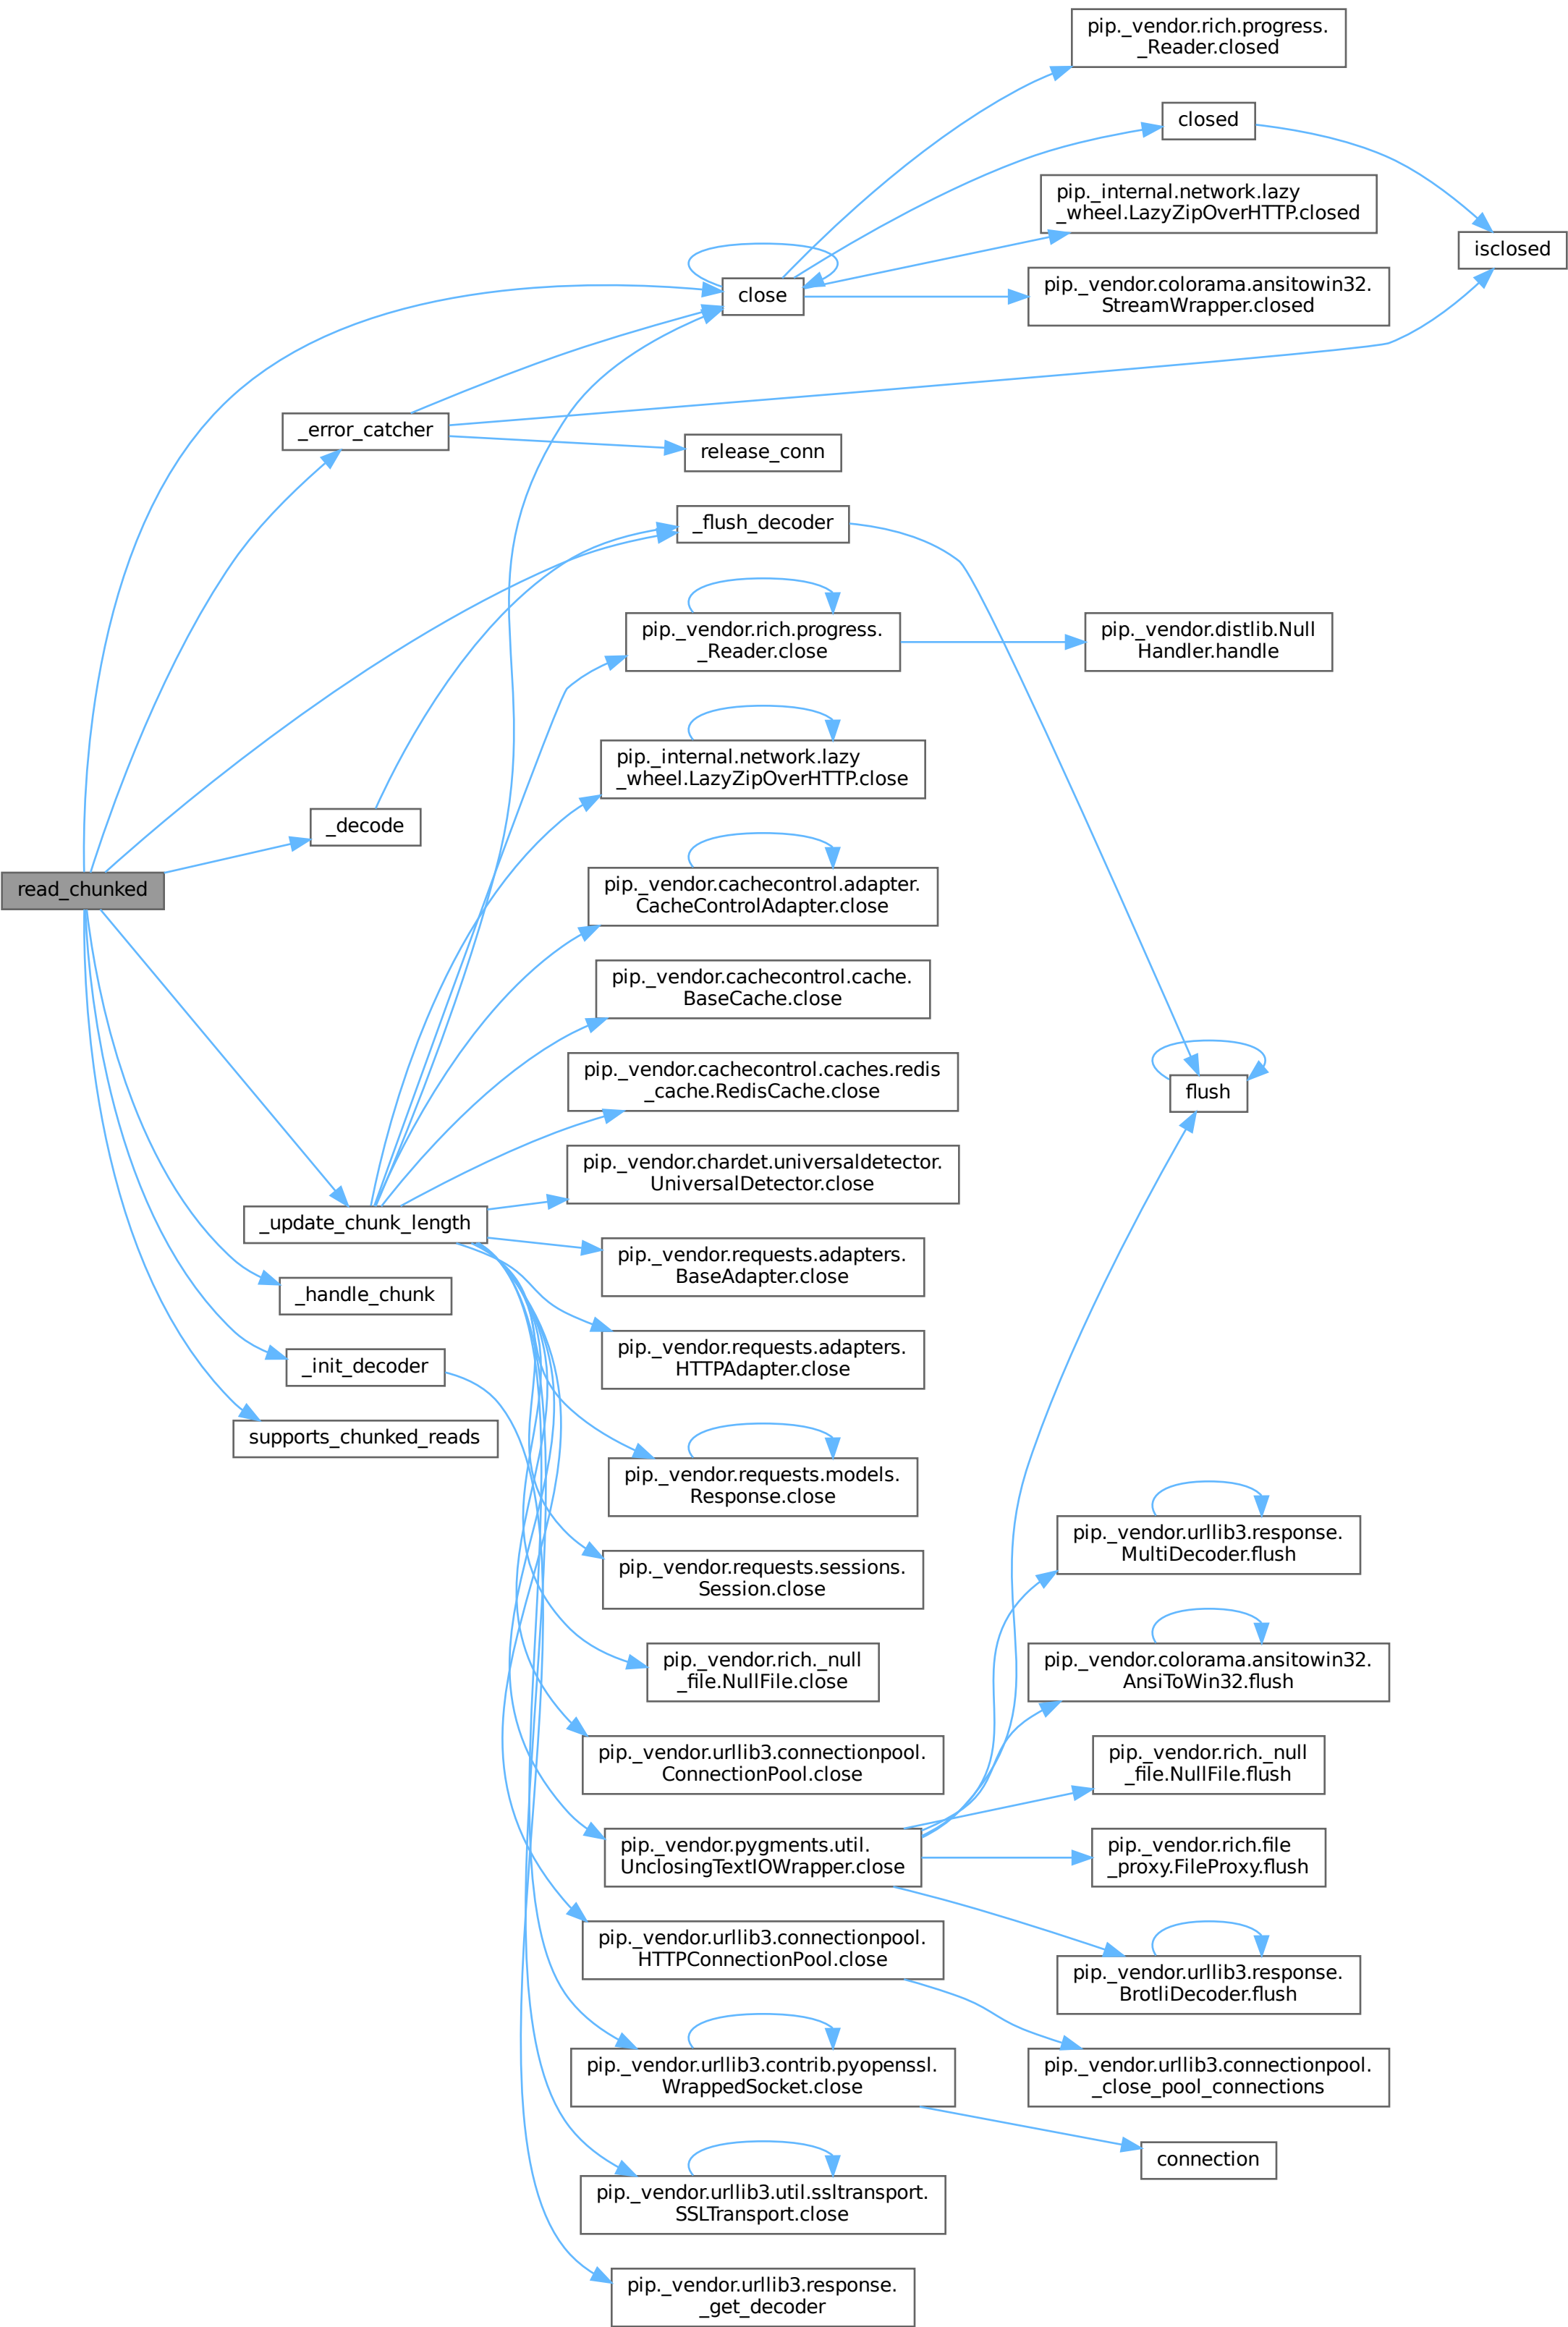 pip._vendor.rich.progress.
_Reader.closed
closed
pip._internal.network.lazy
_wheel.LazyZipOverHTTP.closed
isclosed
close
pip._vendor.colorama.ansitowin32.
StreamWrapper.closed
_error_catcher
release_conn
_flush_decoder
pip._vendor.rich.progress.
_Reader.close
pip._vendor.distlib.Null
Handler.handle
pip._internal.network.lazy
_wheel.LazyZipOverHTTP.close
_decode
read_chunked
pip._vendor.cachecontrol.adapter.
CacheControlAdapter.close
pip._vendor.cachecontrol.cache.
BaseCache.close
pip._vendor.cachecontrol.caches.redis
_cache.RedisCache.close
flush
pip._vendor.chardet.universaldetector.
UniversalDetector.close
_update_chunk_length
pip._vendor.requests.adapters.
BaseAdapter.close
_handle_chunk
pip._vendor.requests.adapters.
HTTPAdapter.close
_init_decoder
supports_chunked_reads
pip._vendor.requests.models.
Response.close
pip._vendor.urllib3.response.
MultiDecoder.flush
pip._vendor.requests.sessions.
Session.close
pip._vendor.rich._null
_file.NullFile.close
pip._vendor.colorama.ansitowin32.
AnsiToWin32.flush
pip._vendor.urllib3.connectionpool.
ConnectionPool.close
pip._vendor.rich._null
_file.NullFile.flush
pip._vendor.pygments.util.
UnclosingTextIOWrapper.close
pip._vendor.rich.file
_proxy.FileProxy.flush
pip._vendor.urllib3.connectionpool.
HTTPConnectionPool.close
pip._vendor.urllib3.response.
BrotliDecoder.flush
pip._vendor.urllib3.contrib.pyopenssl.
WrappedSocket.close
pip._vendor.urllib3.connectionpool.
_close_pool_connections
connection
pip._vendor.urllib3.util.ssltransport.
SSLTransport.close
pip._vendor.urllib3.response.
_get_decoder